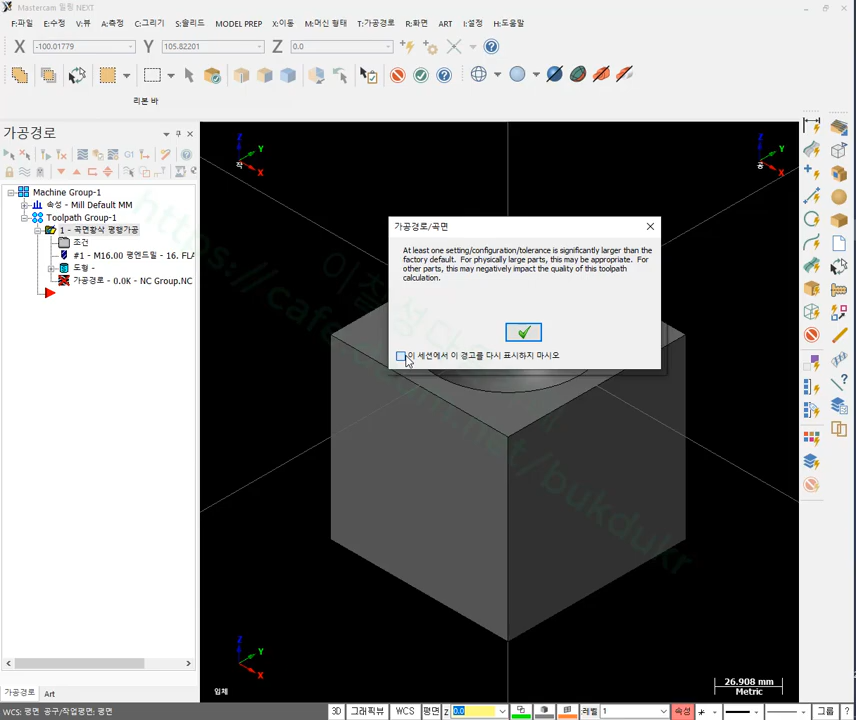 Mastercam 밀링 NEXT
F:파일 E:수정 V:뷰 A:측정 C:그리기 S:솔리드 MODEL PREP X:이동 M:머신 형태 T:가공경로 R:화면 ART I:설정 H:도움말
X -100.01779 Y 105.82201 Z 0.0
리본 바
가공경로
G1
Machine Group-1
속성 - Mill Default MM
Toolpath Group-1
1 - 곡면황삭 평행가공
조건
#1 - M16.00 평엔드밀 - 16. FLA
도형 -
가공경로 - 0.0K - NC Group.NC
가공경로/곡면
At least one setting/configuration/tolerance is significantly larger than the
factory default. For physically large parts, this may be appropriate. For
other parts, this may negatively impact the quality of this toolpath
calculation.
이 세션에서 이 경고를 다시 표시하지 마시오
Z Y X
Z Y X
Z Y X
입체
26.908 mm
Metric
가공경로 Art
WCS: 평면 공구/작업평면: 평면
3D 그래픽뷰 WCS 평면 Z 0.0 레벨 1 속성 그룹 ?